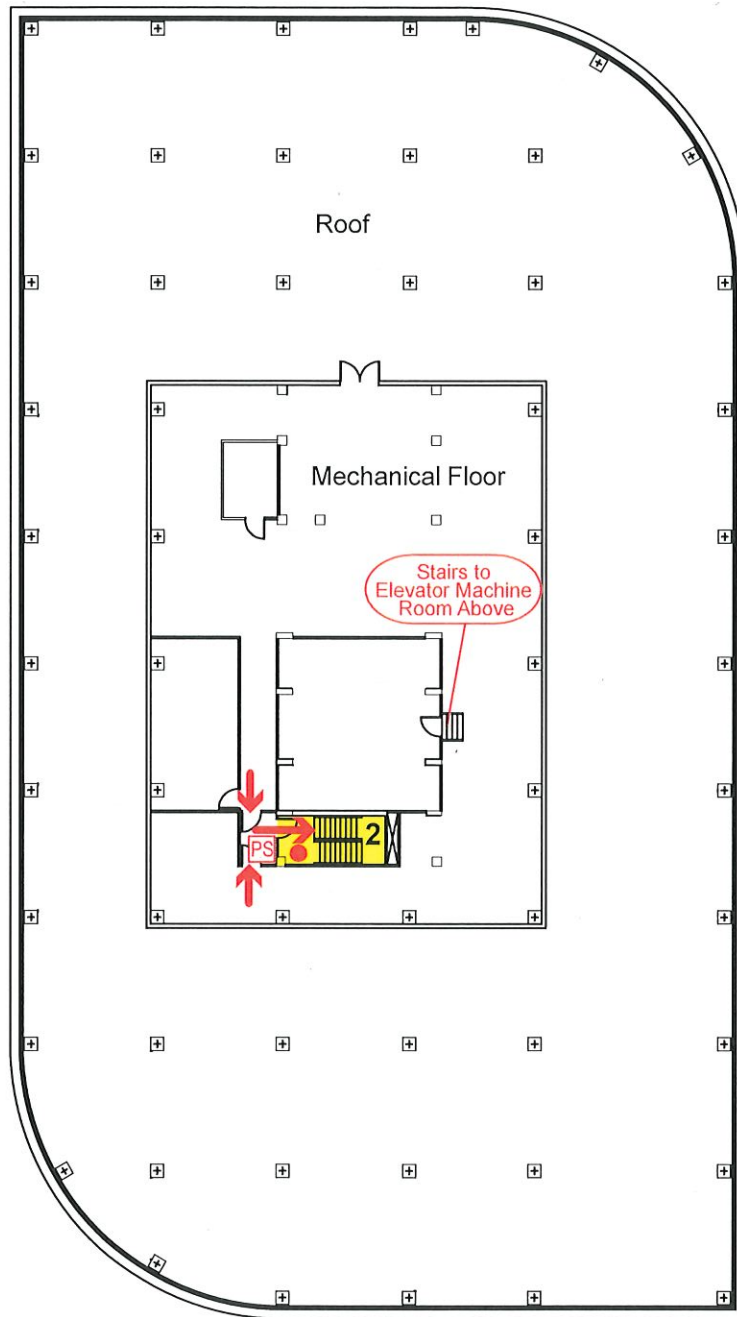 Roof
Mechanical Floor
Stairs to
Elevator Machine
Room Above
PS
2